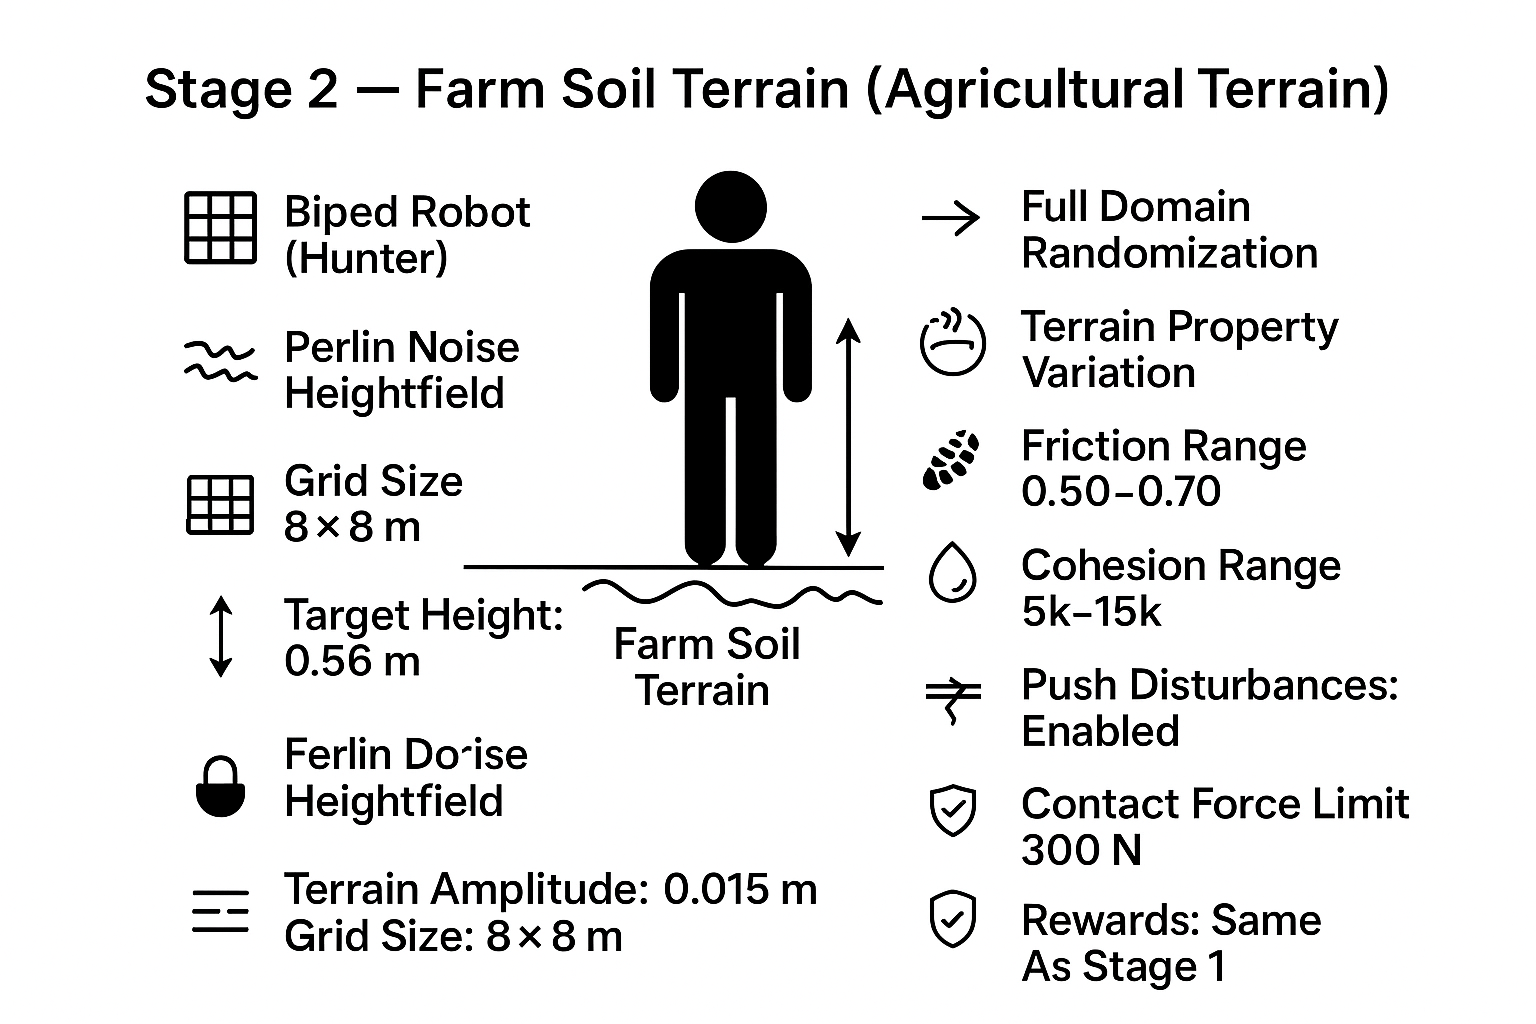 Stage 2 — Farm Soil Terrain (Agricultural Terrain)
Biped Robot
(Hunter)
Perlin Noise
Heightfield
Grid Size
8×8 m
Target Height:
0.56 m
Ferlin Dorise
Heightfield
Terrain Amplitude: 0.015 m
Grid Size: 8×8 m
Farm Soil
Terrain
Full Domain
Randomization
Terrain Property
Variation
Friction Range
0.50–0.70
Cohesion Range
5k–15k
Push Disturbances:
Enabled
Contact Force Limit
300 N
Rewards: Same
As Stage 1